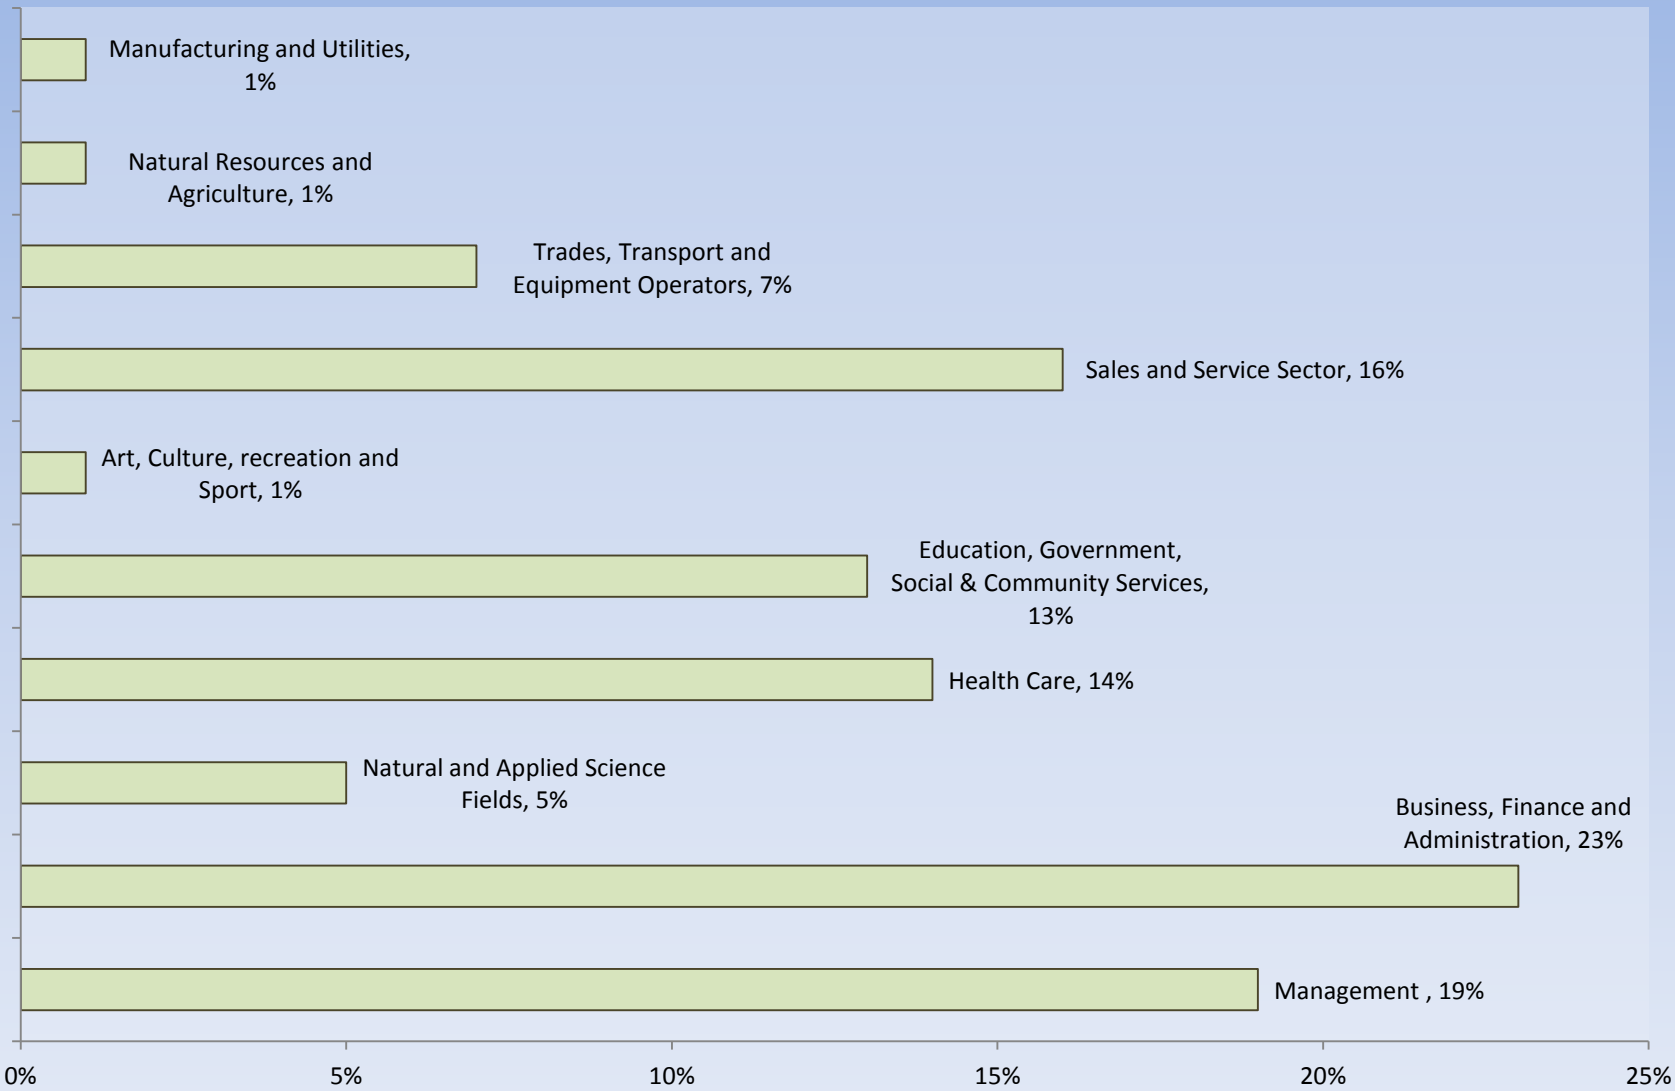 Manufacturing and Utilities,
1%
Natural Resources and
Agriculture, 1%
Trades, Transport and
Equipment Operators, 7%
Sales and Service Sector, 16%
Art, Culture, recreation and
Sport, 1%
Education, Government,
Social & Community Services,
13%
Health Care, 14%
Natural and Applied Science
Fields, 5%
Business, Finance and
Administration, 23%
Management , 19%
0% 5% 10% 15% 20% 25%